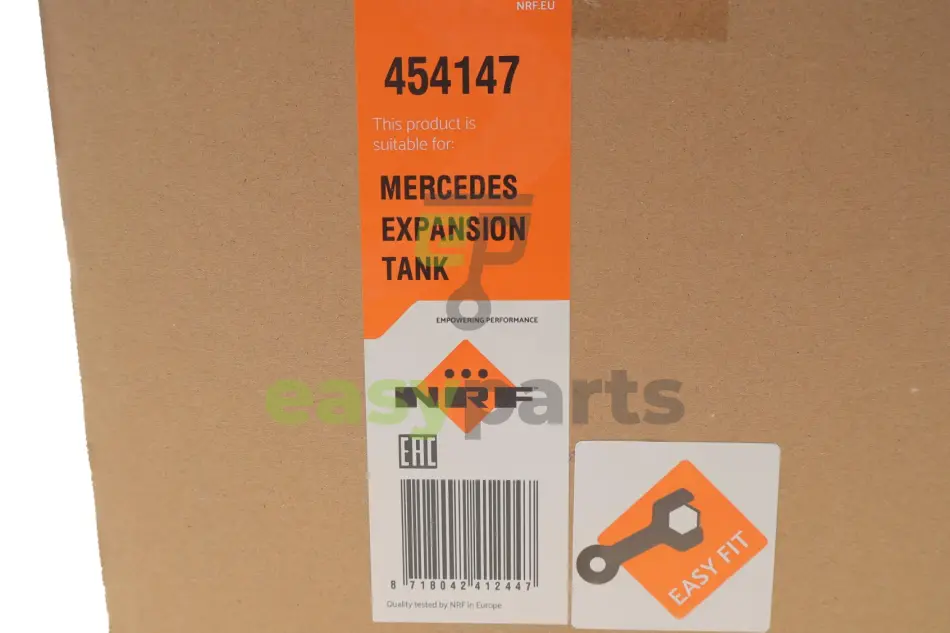 NRF.EU
454147
This product is
suitable for:
MERCEDES
EXPANSION
TANK
EP
EMPOWERING PERFORMANCE
NRF
easyparts
EAC
8 718042 412447
Quality tested by NRF in Europe
EASY FIT